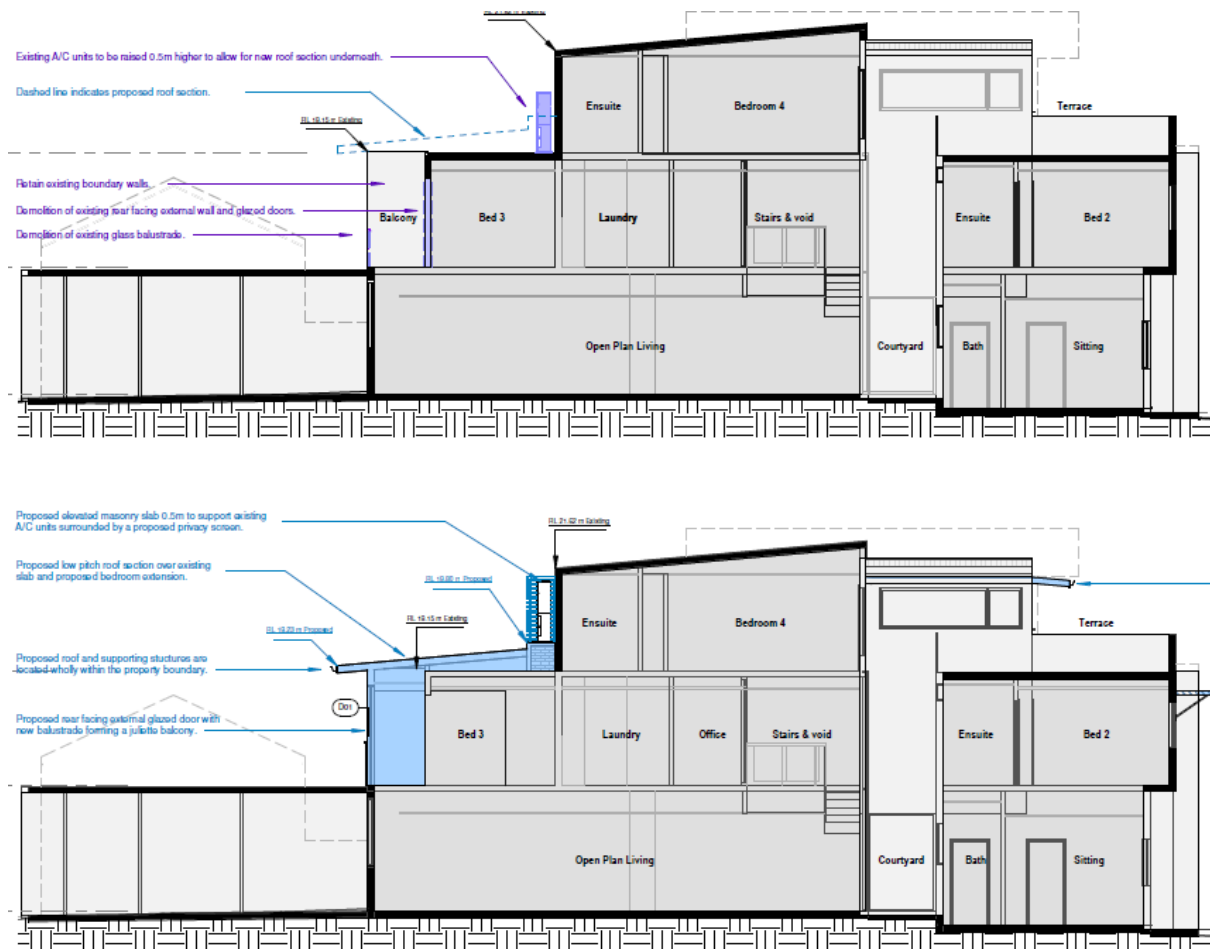 Existing A/C units to be raised 0.5m higher to allow for new roof section underneath.
Dashed line indicates proposed roof section.
RL 19.15 m Existing
Ensuite
Bedroom 4
Terrace
Retain existing boundary walls.
Demolition of existing rear facing external wall and glazed doors.
Demolition of existing glass balustrade.
Balcony
Bed 3
Laundry
Stairs & void
Ensuite
Bed 2
Open Plan Living
Courtyard
Bath
Sitting
Proposed elevated masonry slab 0.5m to support existing
A/C units surrounded by a proposed privacy screen.
RL 21.62 m Existing
Proposed low pitch roof section over existing
slab and proposed bedroom extension.
Proposed
RL 19.15 m Existing
RL 19.23 m Proposed
Ensuite
Bedroom 4
Terrace
Proposed roof and supporting stuctures are
located wholly within the property boundary.
Proposed rear facing external glazed door with
new balustrade forming a juliette balcony.
Bed 3
Laundry
Office
Stairs & void
Ensuite
Bed 2
Open Plan Living
Courtyard
Bath
Sitting